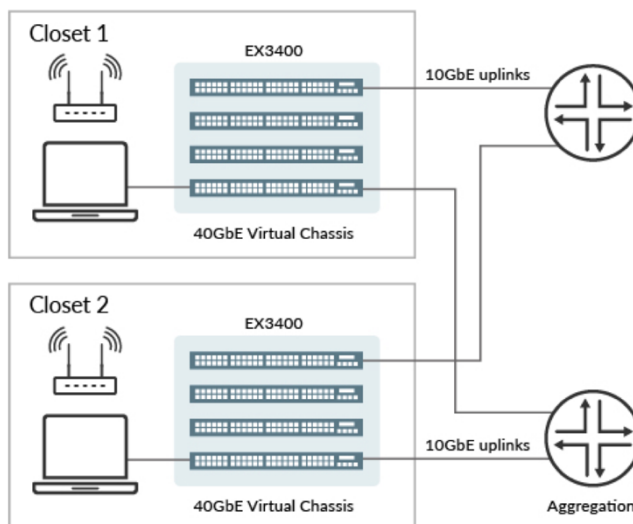 Closet 1
EX3400
10GbE uplinks
40GbE Virtual Chassis
Closet 2
EX3400
10GbE uplinks
40GbE Virtual Chassis
Aggregation